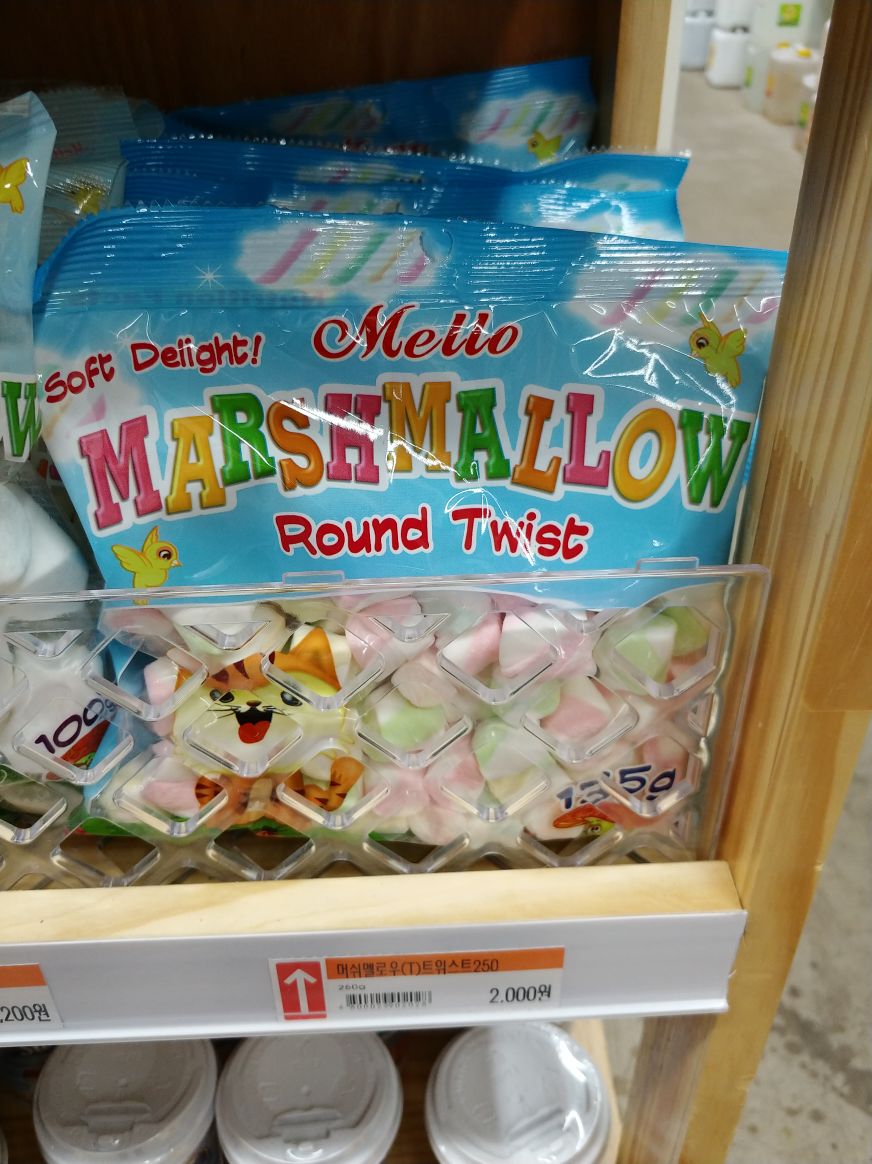 Soft Delight!
Mello
MARSHMALLOW
Round Twist
W
100g
135g
머쉬멜로우(T)트위스트250
250g
2,000원
,200원